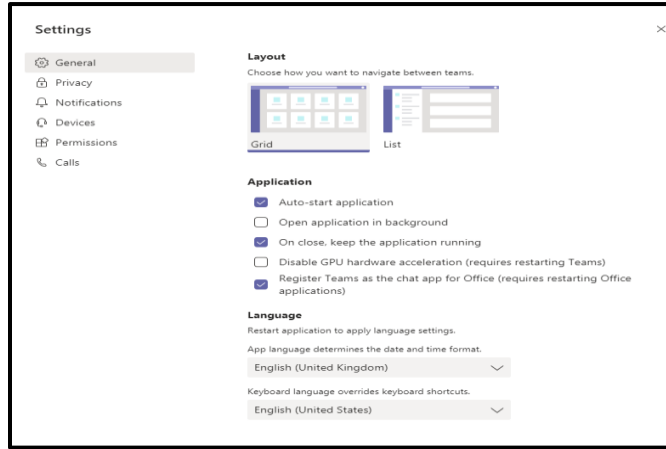 Settings
General
Privacy
Notifications
Devices
Permissions
Calls
Layout
Choose how you want to navigate between teams.
Grid
List
Application
Auto-start application
Open application in background
On close, keep the application running
Disable GPU hardware acceleration (requires restarting Teams)
Register Teams as the chat app for Office (requires restarting Office
applications)
Language
Restart application to apply language settings.
App language determines the date and time format.
English (United Kingdom)
Keyboard language overrides keyboard shortcuts.
English (United States)